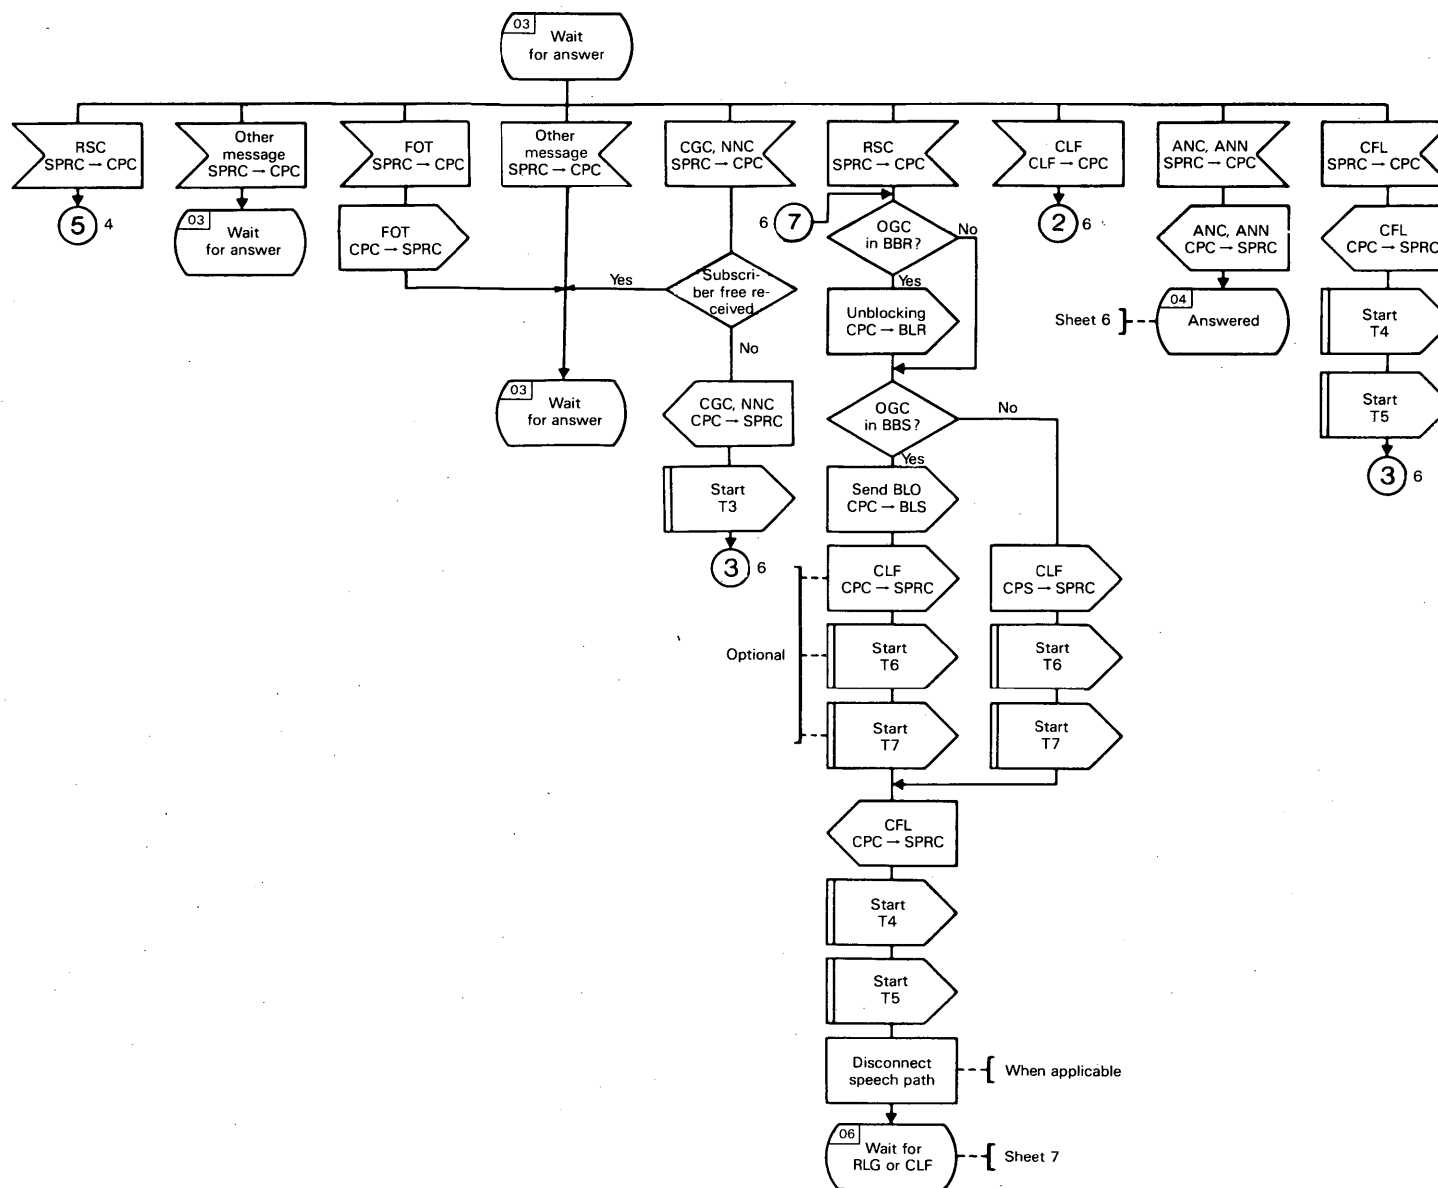 03
Wait
for answer
RSC
SPRC → CPC
Other
message
SPRC → CPC
FOT
SPRC → CPC
Other
message
SPRC → CPC
CGC, NNC
SPRC → CPC
RSC
SPRC → CPC
CLF
CLF → CPC
ANC, ANN
SPRC → CPC
CFL
SPRC → CPC
5 4
03
Wait
for answer
FOT
CPC → SPRC
6 7
OGC
in BBR?
No
2 6
ANC, ANN
CPC → SPRC
CFL
CPC → SPRC
Yes
Subscri-
ber free re-
ceived
Yes
Unblocking
CPC → BLR
Sheet 6
04
Answered
Start
T4
No
03
Wait
for answer
CGC, NNC
CPC → SPRC
OGC
in BBS?
No
Start
T5
Yes
Start
T3
Send BLO
CPC → BLS
3 6
3 6
CLF
CPC → SPRC
CLF
CPS → SPRC
Optional
Start
T6
Start
T6
Start
T7
Start
T7
CFL
CPC → SPRC
Start
T4
Start
T5
Disconnect
speech path
When applicable
06
Wait for
RLG or CLF
Sheet 7